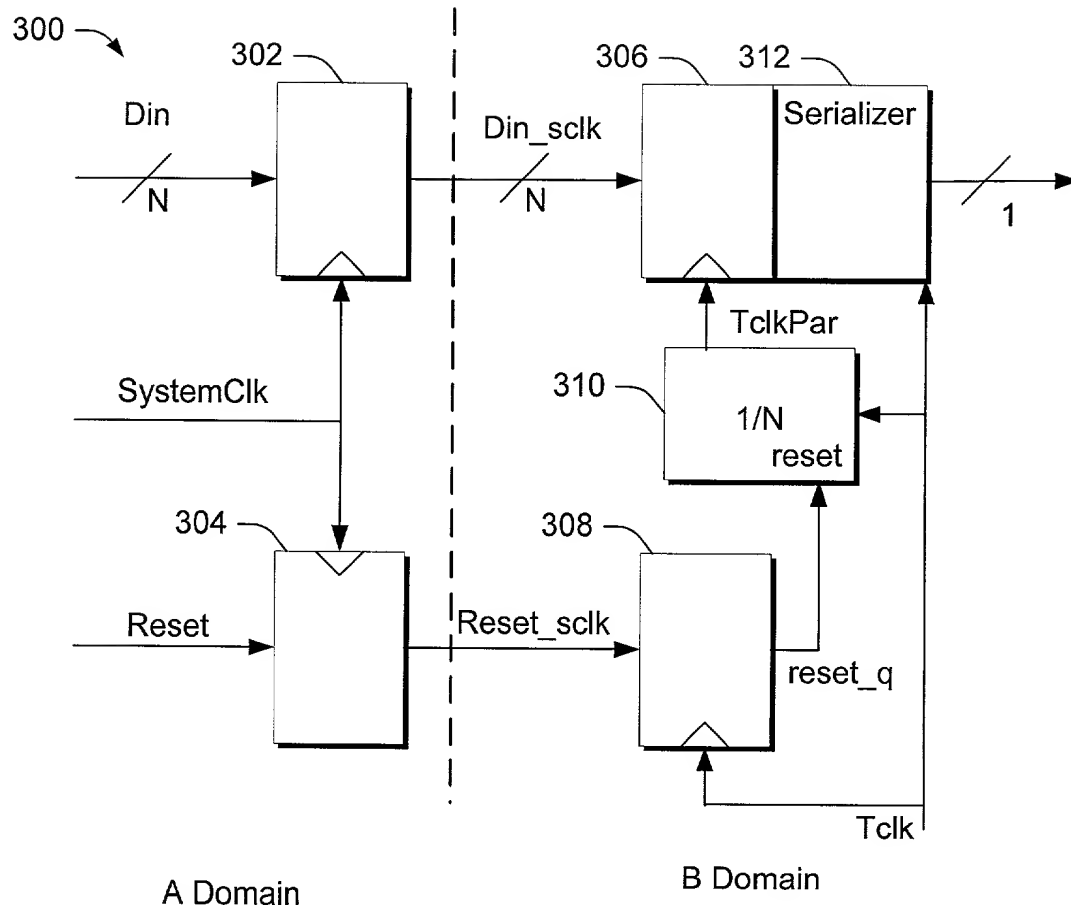 300
302
306
312
Din
N
Din_sclk
N
Serializer
1
SystemClk
TclkPar
310
1/N
reset
304
308
Reset
Reset_sclk
reset_q
Tclk
A Domain
B Domain